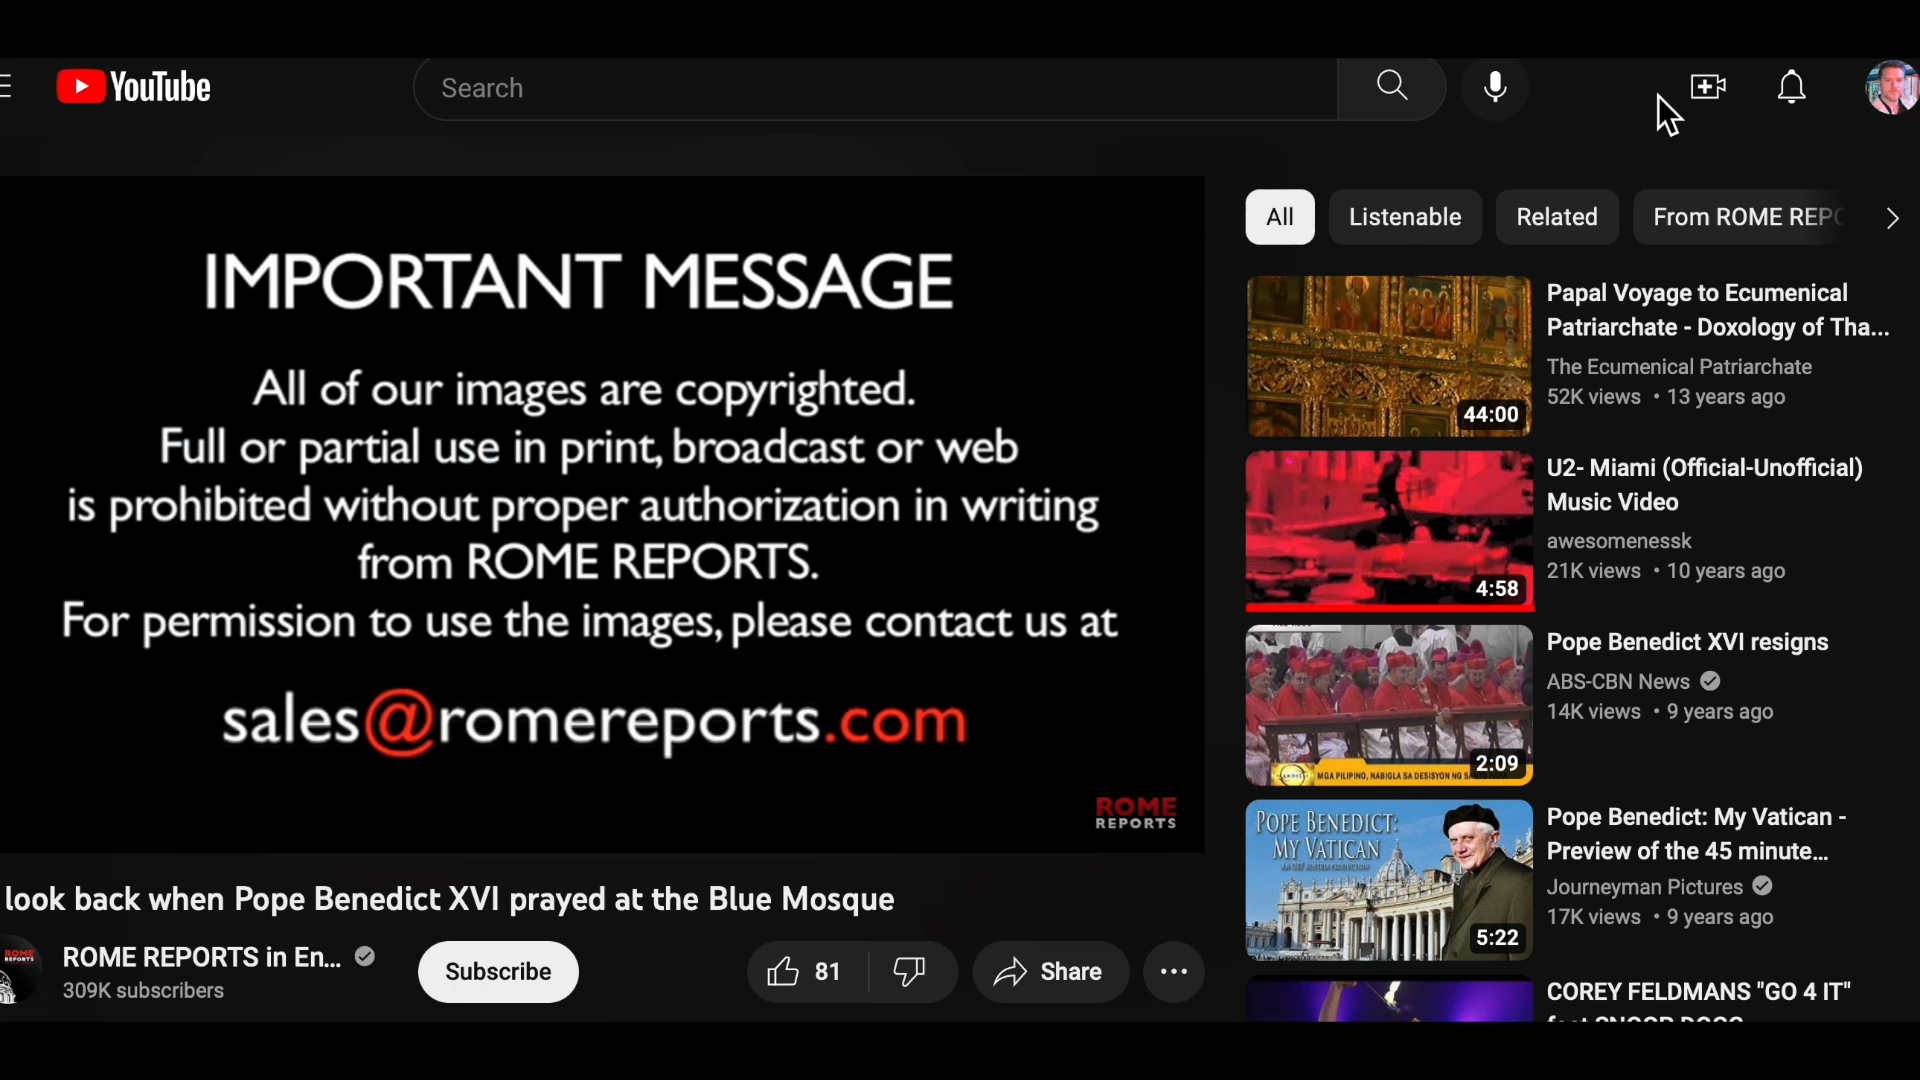 YouTube
Search
IMPORTANT MESSAGE
All of our images are copyrighted.
Full or partial use in print, broadcast or web
is prohibited without proper authorization in writing
from ROME REPORTS.
For permission to use the images, please contact us at
sales@romereports.com
ROME
REPORTS
look back when Pope Benedict XVI prayed at the Blue Mosque
ROME REPORTS
ROME REPORTS in En...
309K subscribers
Subscribe
81
Share
All
Listenable
Related
From ROME REPO
44:00
Papal Voyage to Ecumenical
Patriarchate - Doxology of Tha...
The Ecumenical Patriarchate
52K views • 13 years ago
4:58
U2- Miami (Official-Unofficial)
Music Video
awesomenessk
21K views • 10 years ago
MGA PILIPINO, NABIGLA SA DESISYON NG
2:09
Pope Benedict XVI resigns
ABS-CBN News
14K views • 9 years ago
POPE BENEDICT:
MY VATICAN
5:22
Pope Benedict: My Vatican -
Preview of the 45 minute...
Journeyman Pictures
17K views • 9 years ago
COREY FELDMANS "GO 4 IT"